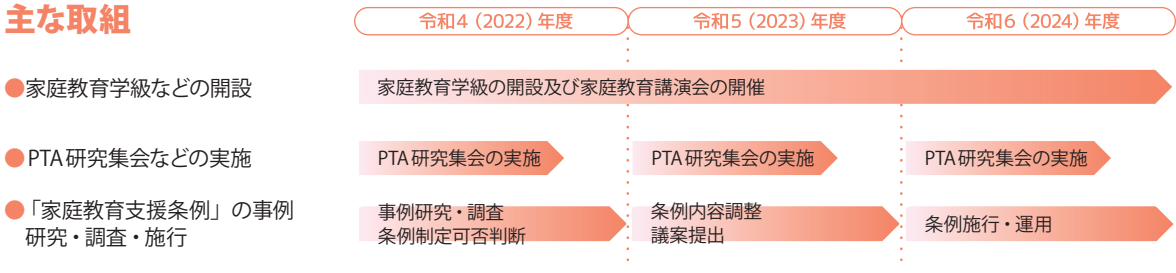 主な取組
令和4（2022）年度
令和5（2023）年度
令和6（2024）年度
●家庭教育学級などの開設
家庭教育学級の開設及び家庭教育講演会の開催
●PTA研究集会などの実施
PTA研究集会の実施
PTA研究集会の実施
PTA研究集会の実施
●「家庭教育支援条例」の事例
研究・調査・施行
事例研究・調査
条例制定可否判断
条例内容調整
議案提出
条例施行・運用